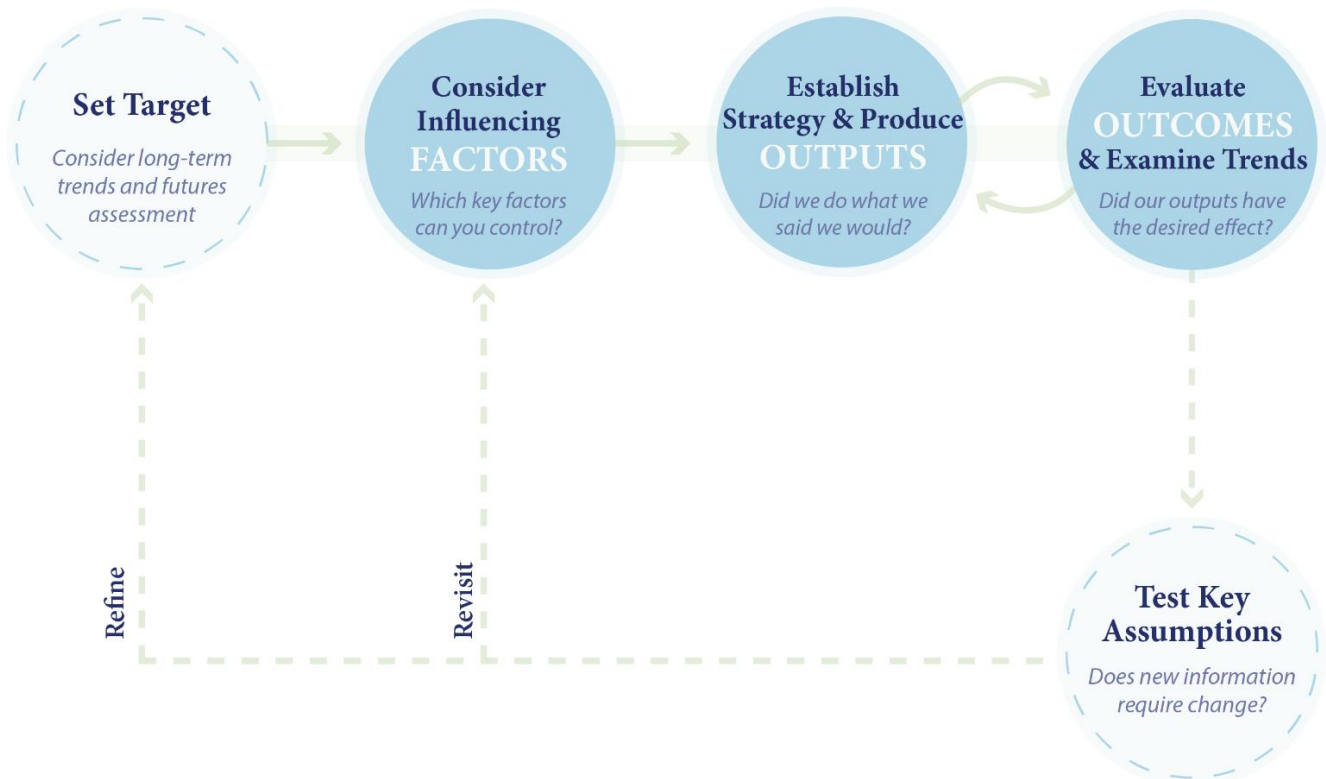 Set Target
Consider long-term
trends and futures
assessment
Consider
Influencing
FACTORS
Which key factors
can you control?
Establish
Strategy & Produce
OUTPUTS
Did we do what we
said we would?
Evaluate
OUTCOMES
& Examine Trends
Did our outputs have
the desired effect?
Refine
Revisit
Test Key
Assumptions
Does new information
require change?